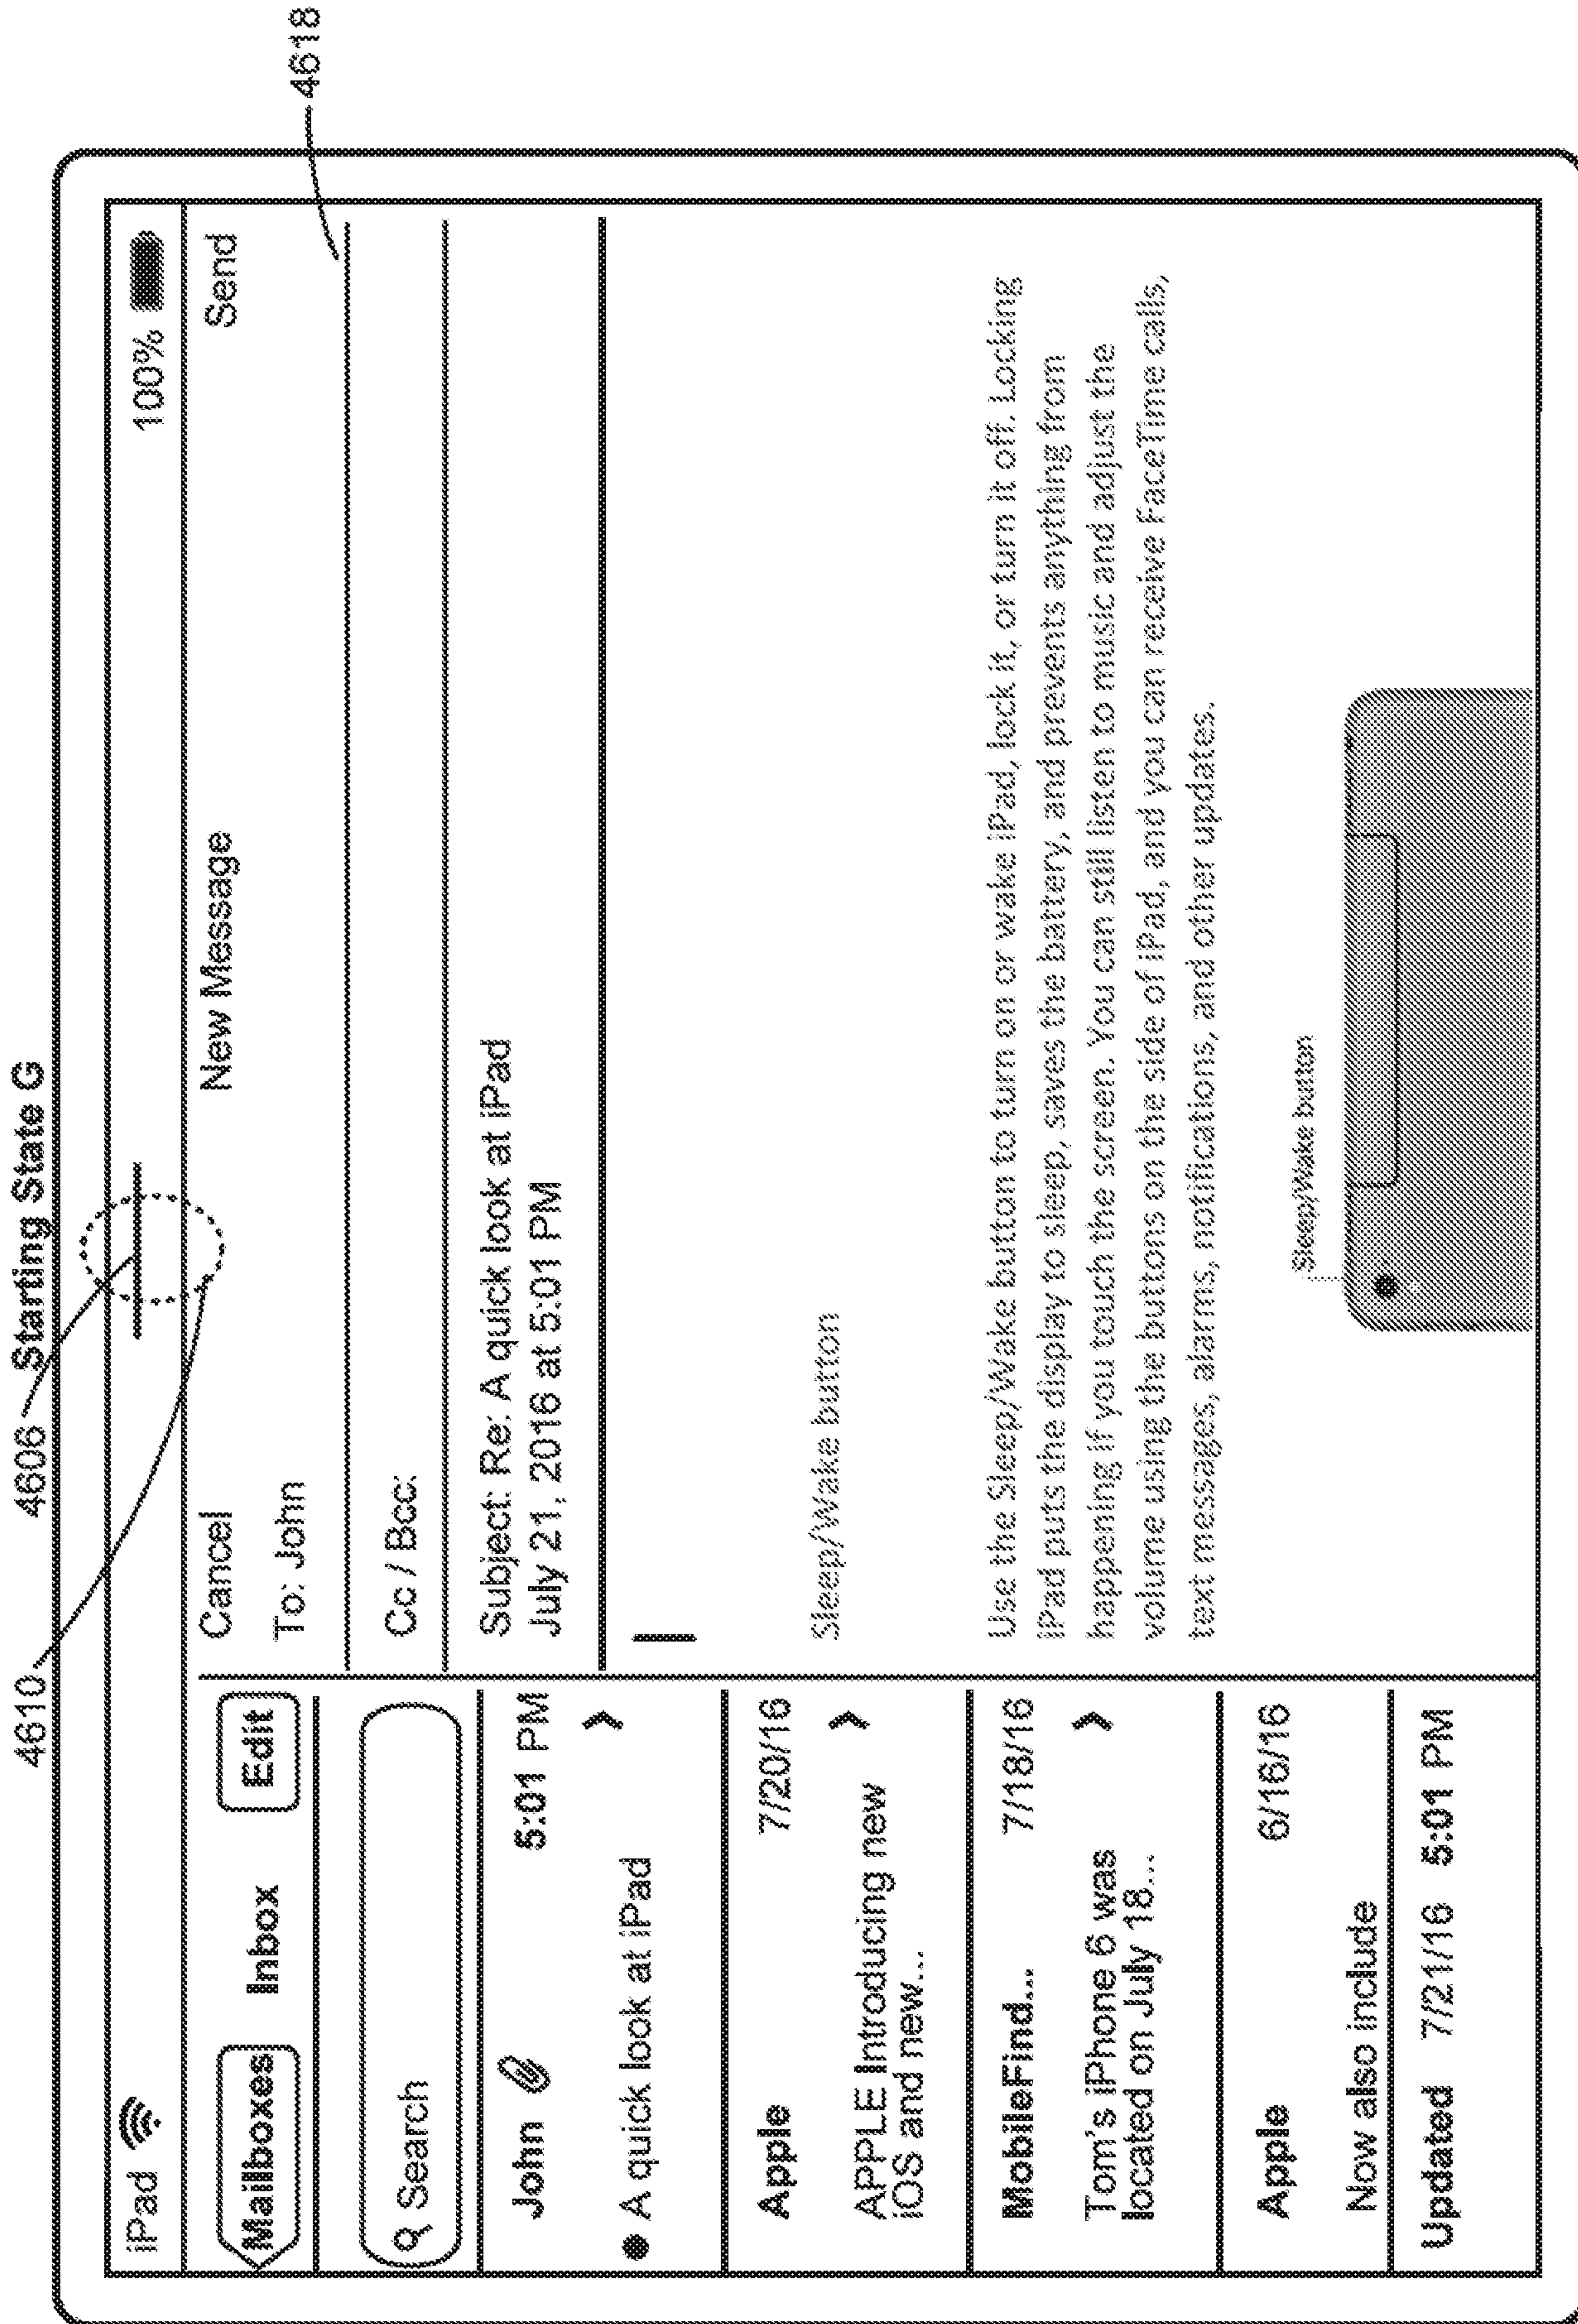 4610
4606
Starting State G
4618
iPad
100%
Mailboxes Inbox Edit
Search
John 5:01 PM
A quick look at iPad
Apple 7/20/16
APPLE Introducing new
iOS and new...
MobileFind... 7/18/16
Tom's iPhone 6 was
located on July 18...
Apple 6/16/16
Now also include
Updated 7/21/16 5:01 PM
Cancel New Message Send
To: John
Cc / Bcc:
Subject: Re: A quick look at iPad
July 21, 2016 at 5:01 PM
Sleep/Wake button
Use the Sleep/Wake button to turn on or wake iPad, lock it, or turn it off. Locking
iPad puts the display to sleep, saves the battery, and prevents anything from
happening if you touch the screen. You can still listen to music and adjust the
volume using the buttons on the side of iPad, and you can receive FaceTime calls,
text messages, alarms, notifications, and other updates.
Sleep/Wake button